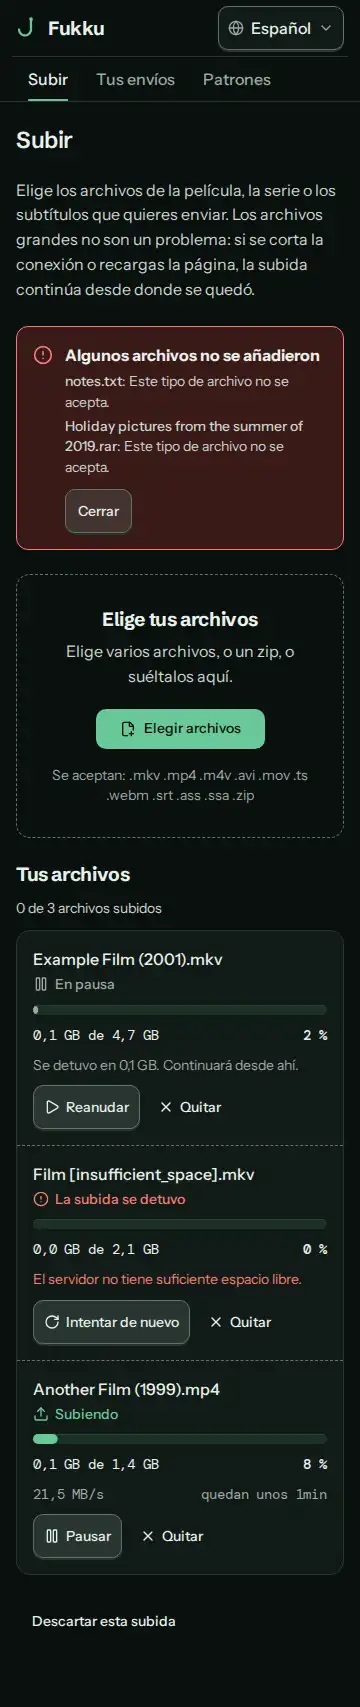 Fukku
Español
Subir
Tus envíos
Patrones
Subir
Elige los archivos de la película, la serie o los
subtítulos que quieres enviar. Los archivos
grandes no son un problema: si se corta la
conexión o recargas la página, la subida
continúa desde donde se quedó.
Algunos archivos no se añadieron
notes.txt: Este tipo de archivo no se
acepta.
Holiday pictures from the summer of
2019.rar: Este tipo de archivo no se
acepta.
Cerrar
Elige tus archivos
Elige varios archivos, o un zip, o
suéltalos aquí.
Elegir archivos
Se aceptan: .mkv .mp4 .m4v .avi .mov .ts
.webm .srt .ass .ssa .zip
Tus archivos
0 de 3 archivos subidos
Example Film (2001).mkv
En pausa
0,1 GB de 4,7 GB 2 %
Se detuvo en 0,1 GB. Continuará desde ahí.
Reanudar Quitar
Film [insufficient_space].mkv
La subida se detuvo
0,0 GB de 2,1 GB 0 %
El servidor no tiene suficiente espacio libre.
Intentar de nuevo Quitar
Another Film (1999).mp4
Subiendo
0,1 GB de 1,4 GB 8 %
21,5 MB/s quedan unos 1min
Pausar Quitar
Descartar esta subida